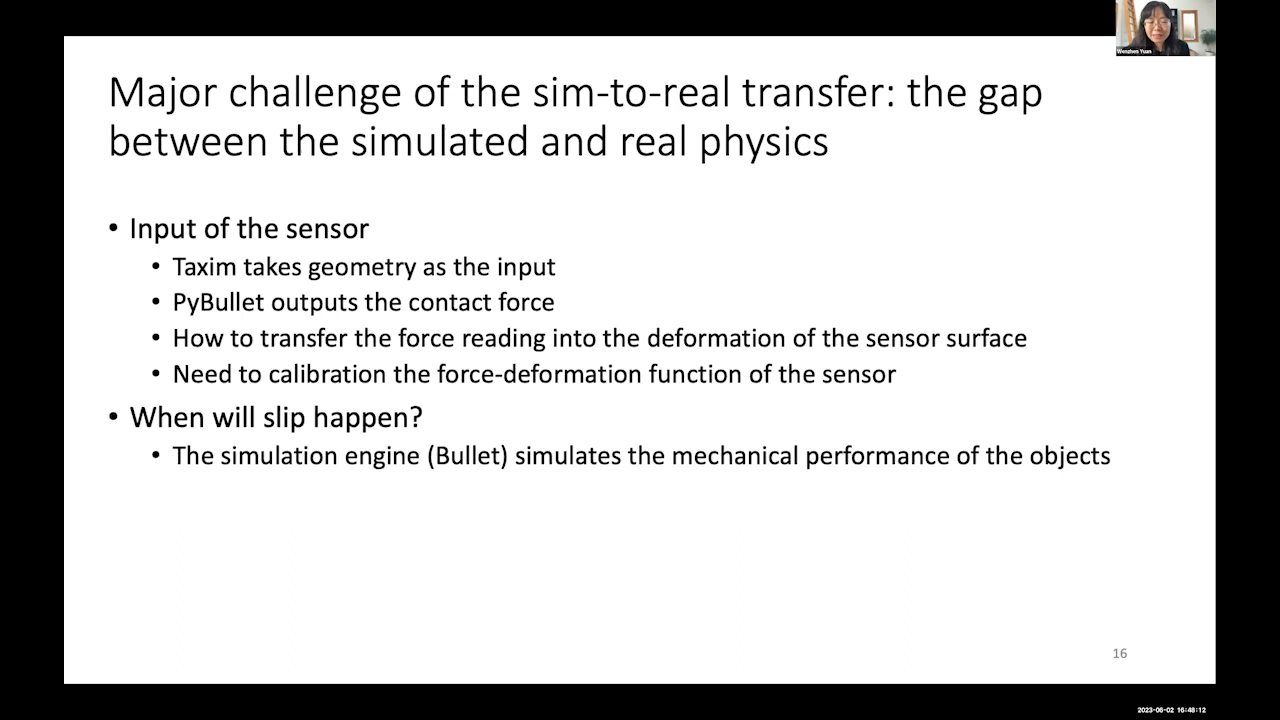 Wenzhen Yuan
Major challenge of the sim-to-real transfer: the gap
between the simulated and real physics
• Input of the sensor
• Taxim takes geometry as the input
• PyBullet outputs the contact force
• How to transfer the force reading into the deformation of the sensor surface
• Need to calibration the force-deformation function of the sensor
• When will slip happen?
• The simulation engine (Bullet) simulates the mechanical performance of the objects
16
2023-06-02 16:48:12